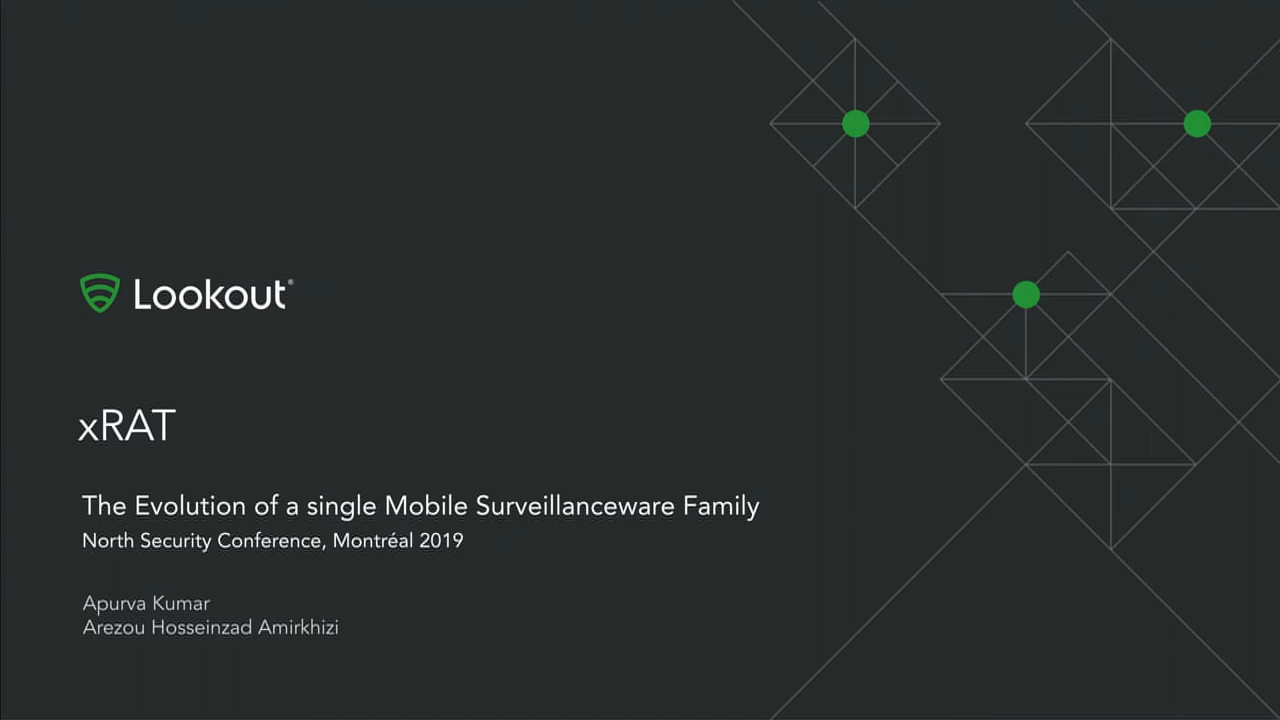 Lookout®
xRAT
The Evolution of a single Mobile Surveillanceware Family
North Security Conference, Montréal 2019
Apurva Kumar
Arezou Hosseinzad Amirkhizi